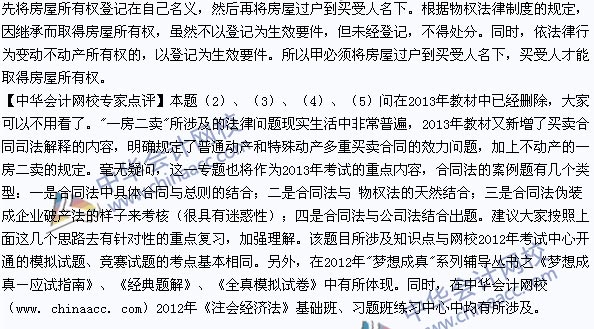 先将房屋所有权登记在自己名义，然后再将房屋过户到买受人名下。根据物权法律制度的规定，
因继承而取得房屋所有权，虽然不以登记为生效要件，但未经登记，不得处分。同时，依法律行
为变动不动产所有权的，以登记为生效要件。所以甲必须将房屋过户到买受人名下，买受人才能
取得房屋所有权。
【中华会计网校专家点评】本题（2）、（3）、（4）、（5）问在2013年教材中已经删除，大家
可以不用看了。"一房二卖"所涉及的法律问题现实生活中非常普遍，2013年教材又新增了买卖合
同司法解释的内容，明确规定了普通动产和特殊动产多重买卖合同的效力问题，加上不动产的一
房二卖的规定。毫无疑问，这一专题也将作为2013年考试的重点内容，合同法的案例题有几个类
型：一是合同法中具体合同与总则的结合；二是合同法与 物权法的天然结合；三是合同法伪装
成企业破产法的样子来考核（很具有迷惑性）；四是合同法与公司法结合出题。建议大家按照上
面这几个思路去有针对性的重点复习，加强理解。该题目所涉及知识点与网校2012年考试中心开
通的模拟试题、竞赛试题的考点基本相同。另外，在2012年"梦想成真"系列辅导丛书之《梦想成
真一应试指南》、《经典题解》、《全真模拟试卷》中有所体现。同时，在中华会计网校
（www. chinaacc. com）2012年《注会经济法》基础班、习题班练习中心中均有所涉及。
中华会计网校
www.chinaacc.com
中华会计网校